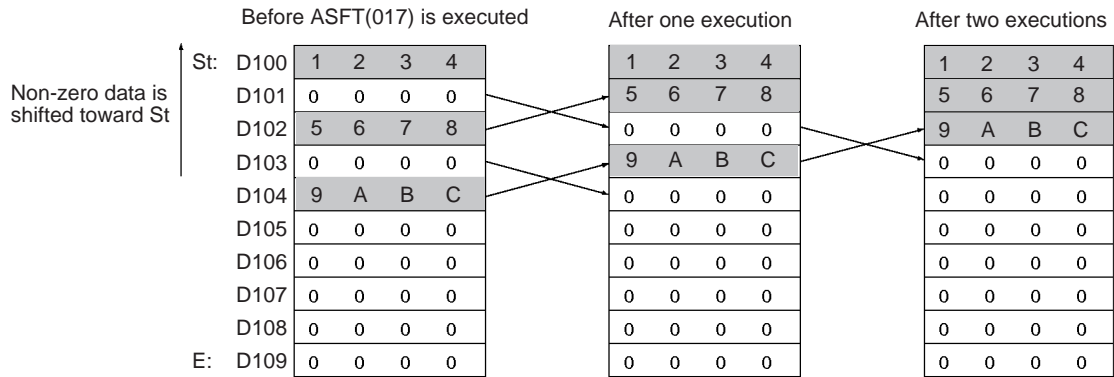 Before ASFT(017) is executed After one execution After two executions
St: D100 1 2 3 4 1 2 3 4 1 2 3 4
Non-zero data is
shifted toward St
D101 0 0 0 0 5 6 7 8 5 6 7 8
D102 5 6 7 8 0 0 0 0 9 A B C
D103 0 0 0 0 9 A B C 0 0 0 0
D104 9 A B C 0 0 0 0 0 0 0 0
D105 0 0 0 0 0 0 0 0 0 0 0 0
D106 0 0 0 0 0 0 0 0 0 0 0 0
D107 0 0 0 0 0 0 0 0 0 0 0 0
D108 0 0 0 0 0 0 0 0 0 0 0 0
E: D109 0 0 0 0 0 0 0 0 0 0 0 0